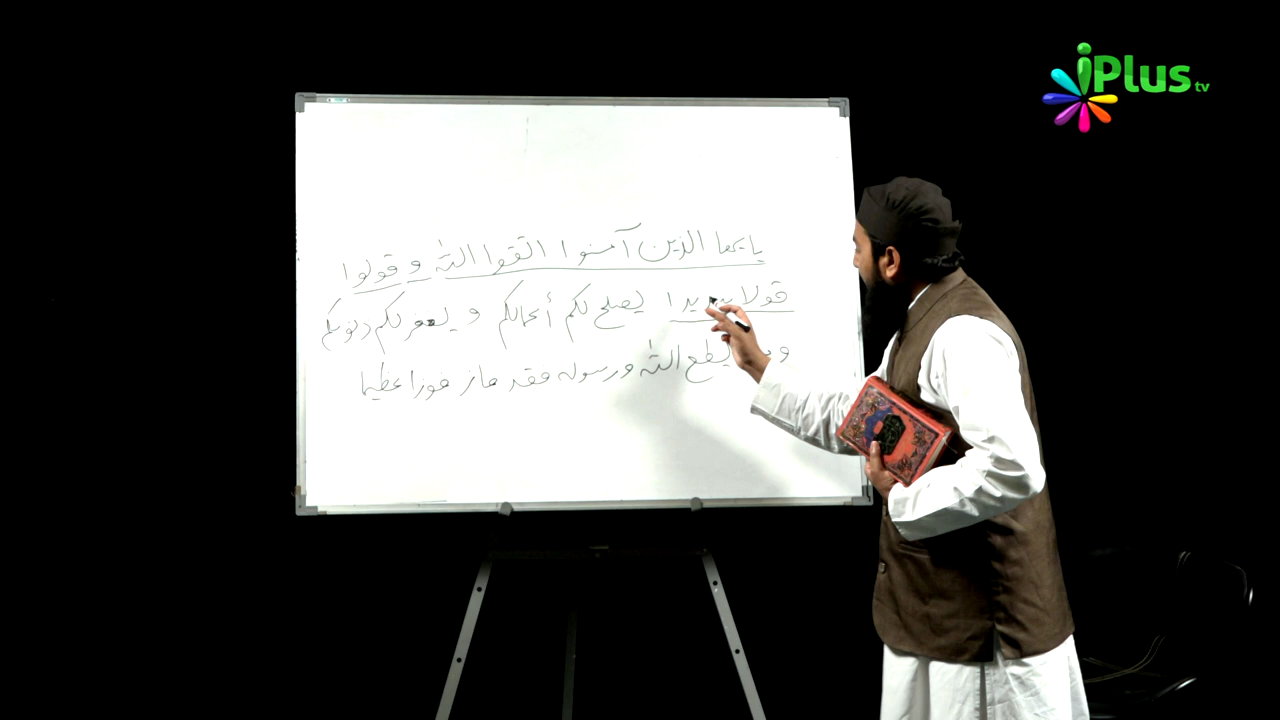 iPlus tv
يايها الذين آمنوا اتقوا الله و قولوا
قولا سديدا يصلح لكم أعمالكم و يغفر لكم ذنوبكم
و يطع الله ورسوله فقد فاز فوزا عظيما